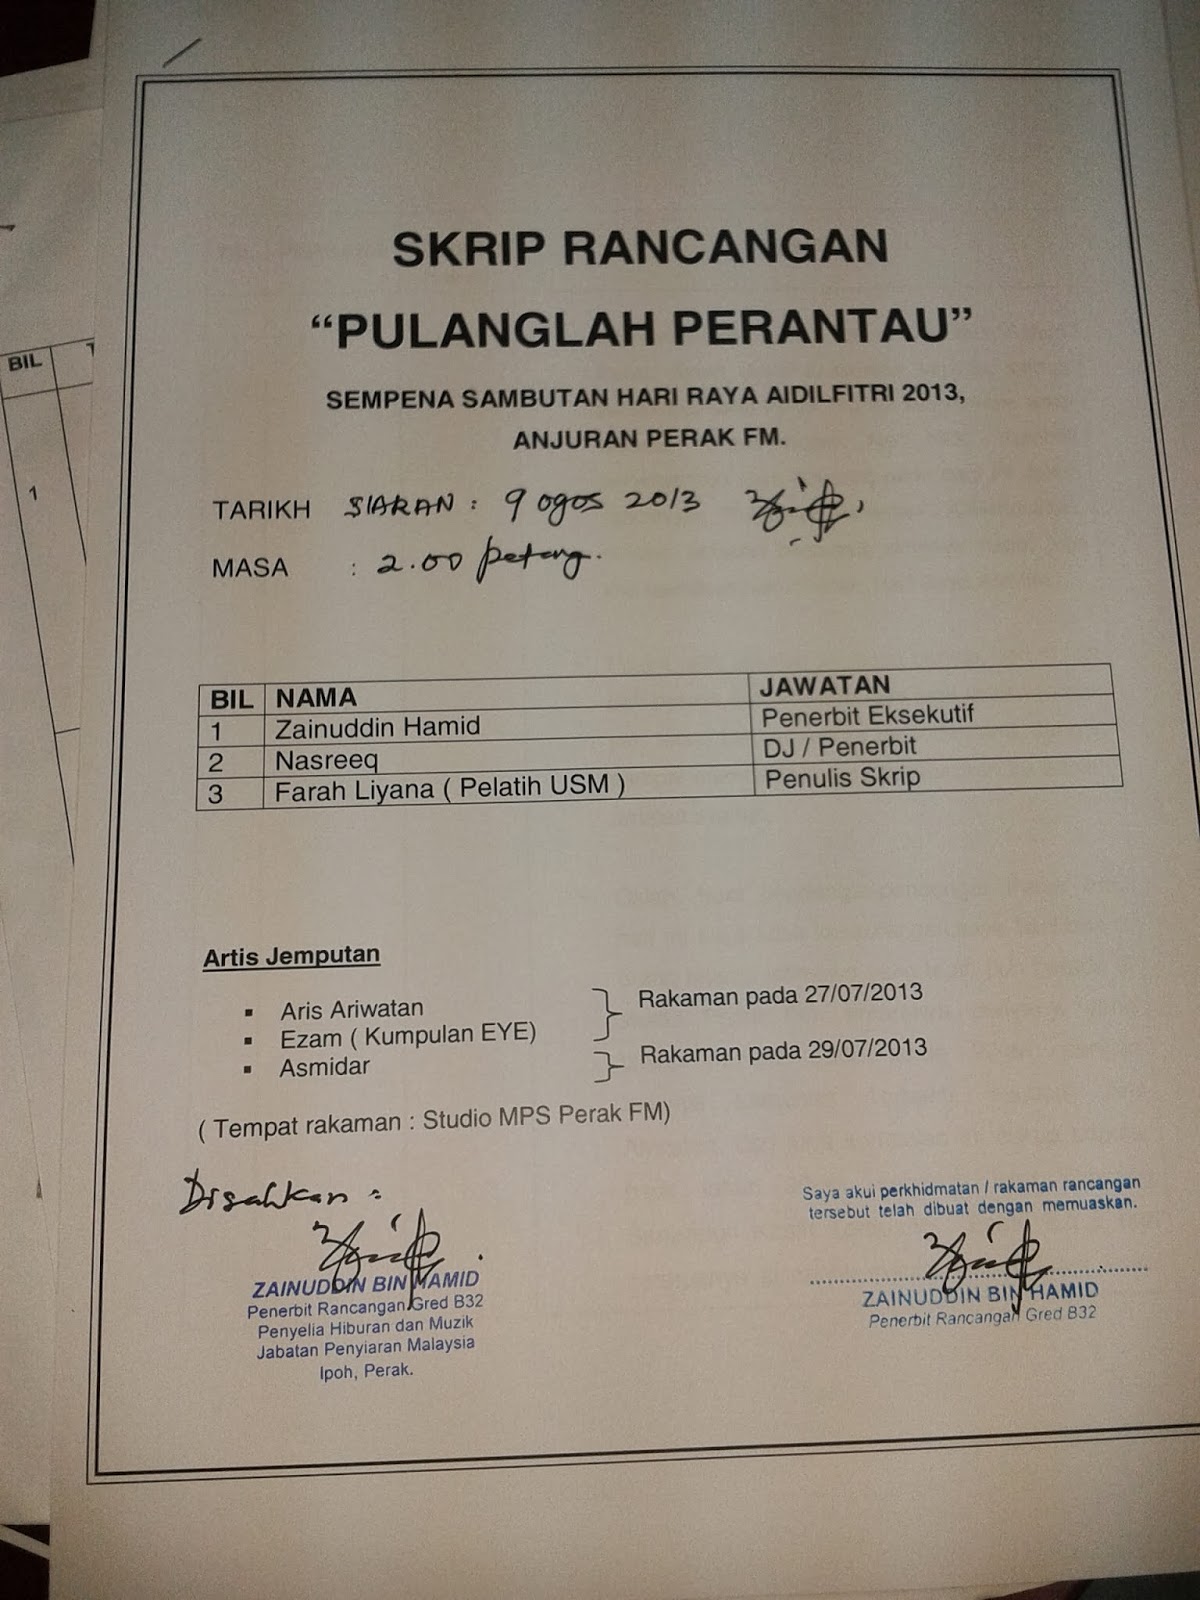 SKRIP RANCANGAN
“PULANGLAH PERANTAU”
SEMPENA SAMBUTAN HARI RAYA AIDILFITRI 2013,
ANJURAN PERAK FM.
TARIKH SIARAN : 9 ogos 2013
MASA : 2.00 petang.
BIL NAMA JAWATAN
1 Zainuddin Hamid Penerbit Eksekutif
2 Nasreeq DJ / Penerbit
3 Farah Liyana ( Pelatih USM ) Penulis Skrip
Artis Jemputan
▪ Aris Ariwatan
▪ Ezam ( Kumpulan EYE)
Rakaman pada 27/07/2013
▪ Asmidar
Rakaman pada 29/07/2013
( Tempat rakaman : Studio MPS Perak FM)
Disahkan :
ZAINUDDIN BIN HAMID
Penerbit Rancangan Gred B32
Penyelia Hiburan dan Muzik
Jabatan Penyiaran Malaysia
Ipoh, Perak.
Saya akui perkhidmatan / rakaman rancangan
tersebut telah dibuat dengan memuaskan.
ZAINUDDIN BIN HAMID
Penerbit Rancangan Gred B32
BIL
1